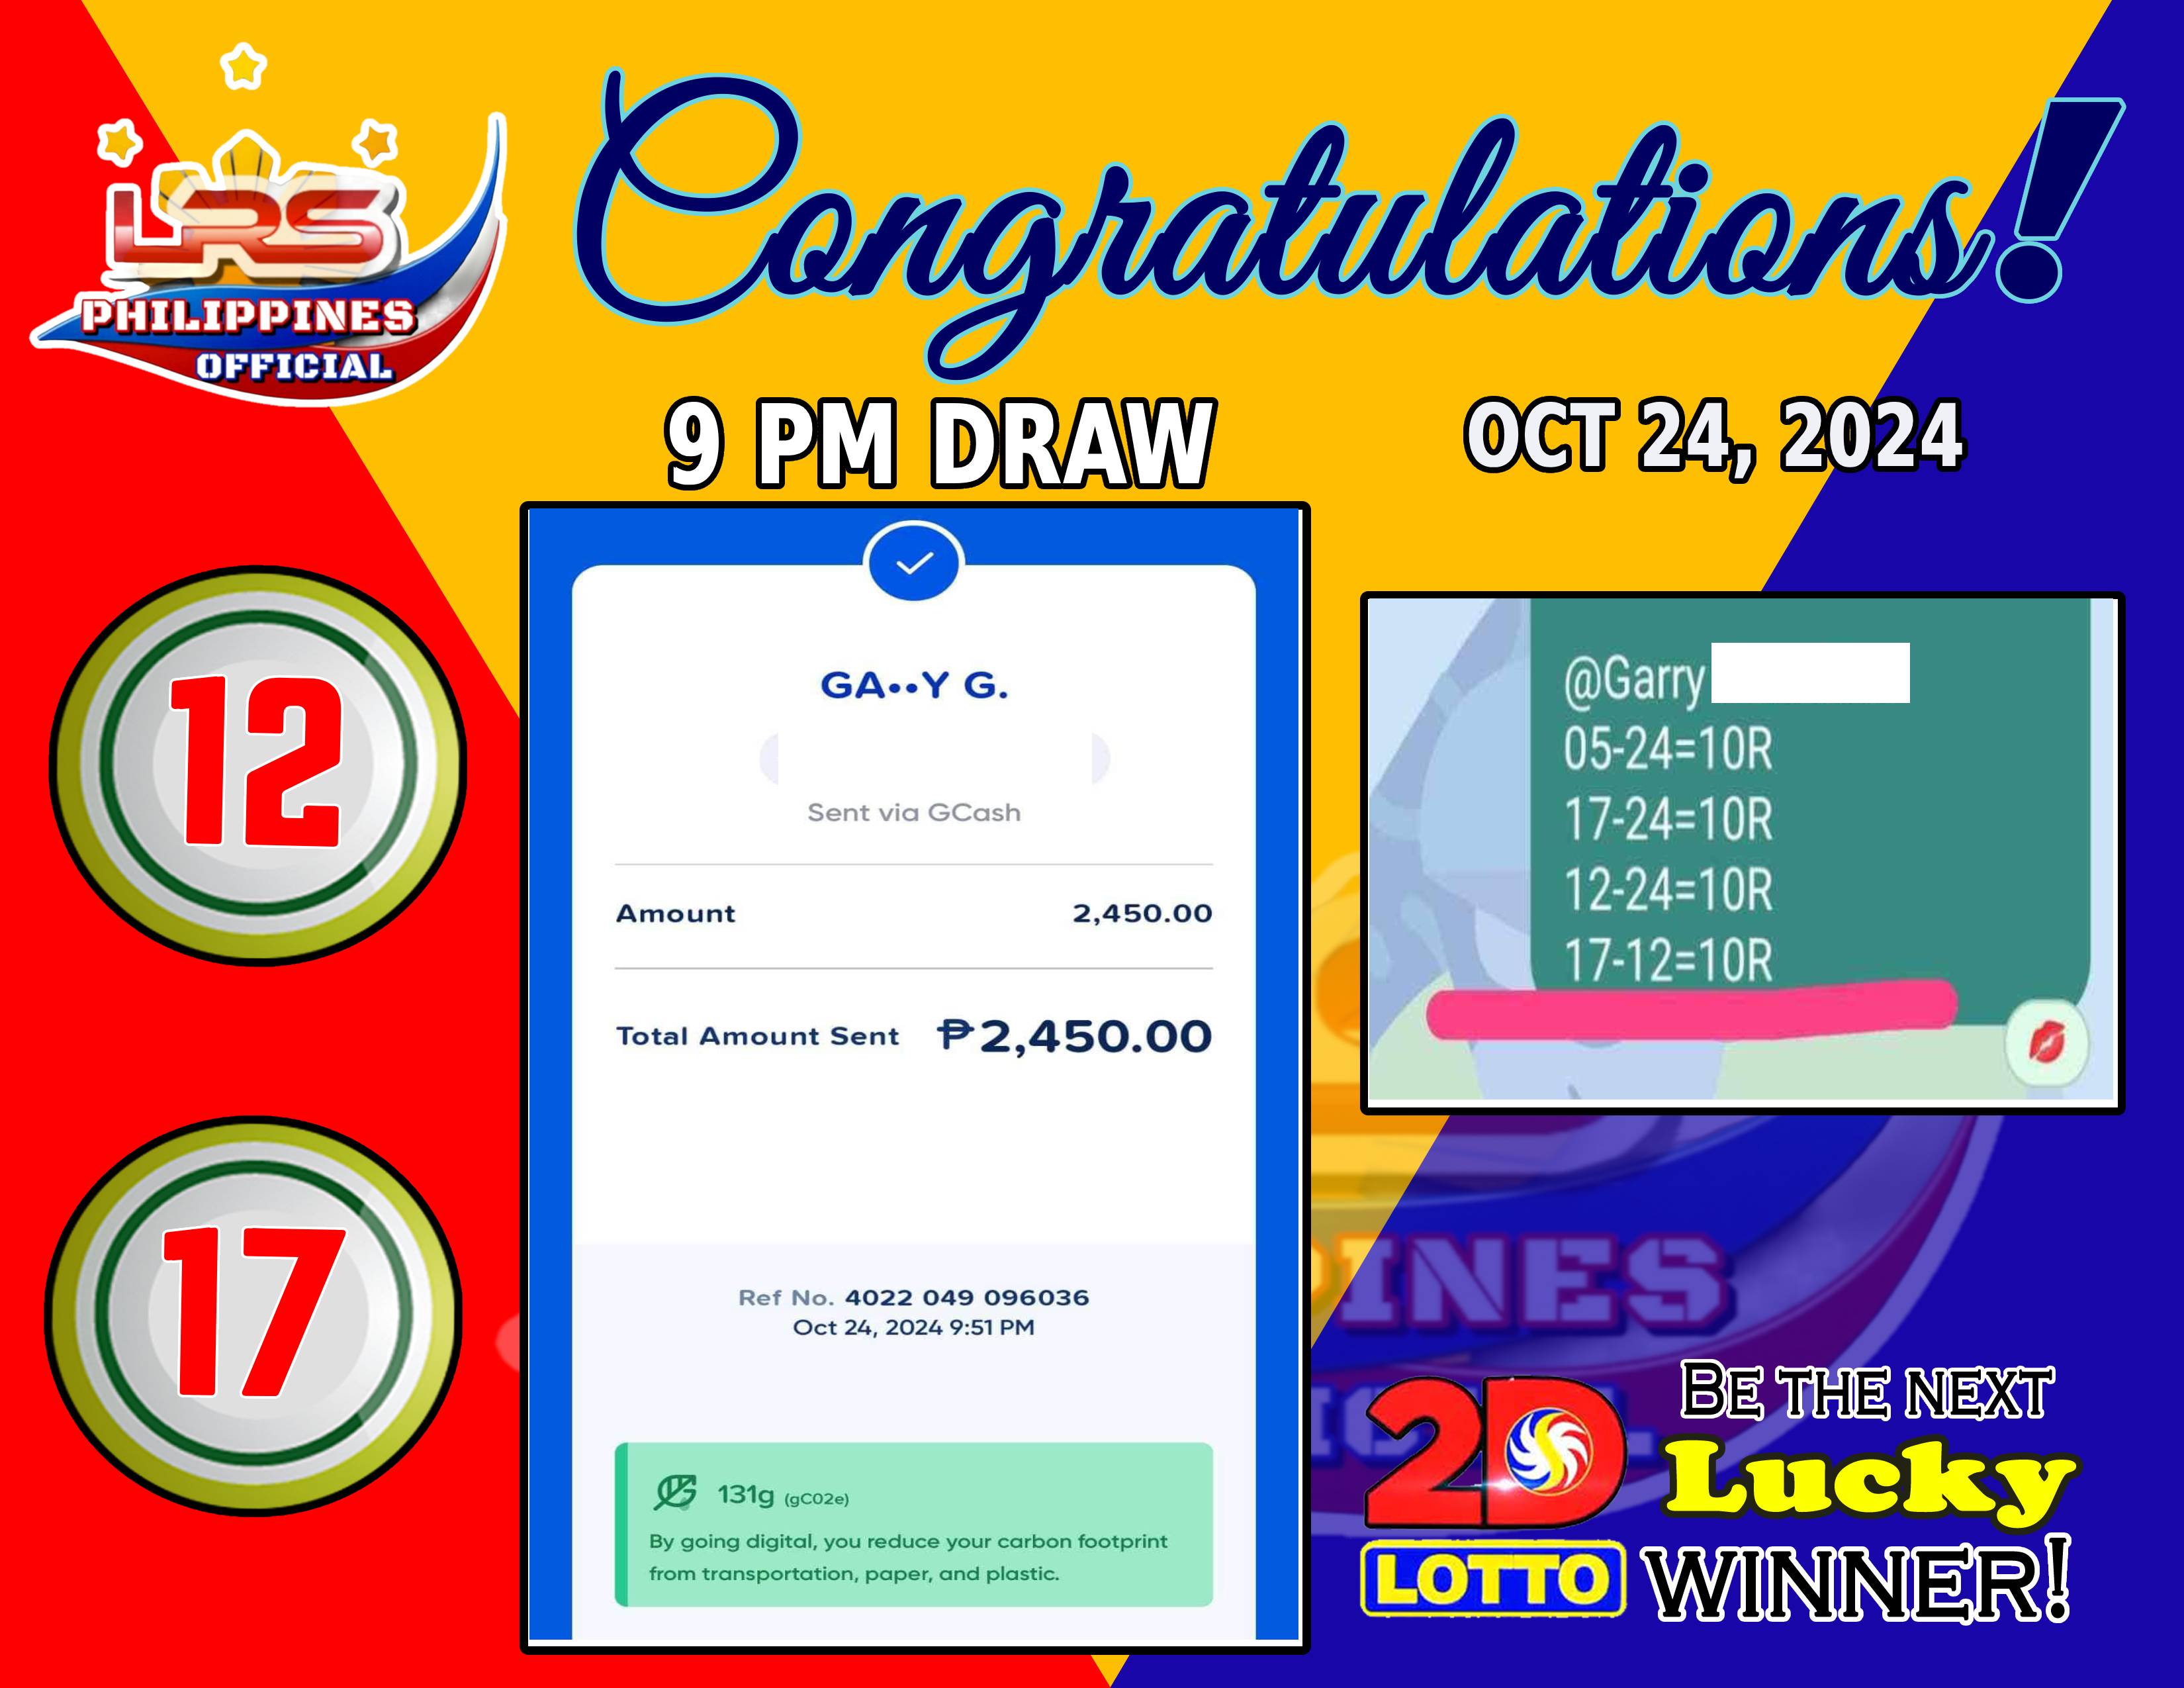 LRS
PHILIPPINES
OFFICIAL
Congratulations!
9 PM DRAW
OCT 24, 2024
12
17
GA••Y G.
Sent via GCash
Amount 2,450.00
Total Amount Sent ₱2,450.00
Ref No. 4022 049 096036
Oct 24, 2024 9:51 PM
131g (gC02e)
By going digital, you reduce your carbon footprint
from transportation, paper, and plastic.
@Garry
05-24=10R
17-24=10R
12-24=10R
17-12=10R
PINES
2D
LOTTO
BE THE NEXT
Lucky
WINNER!